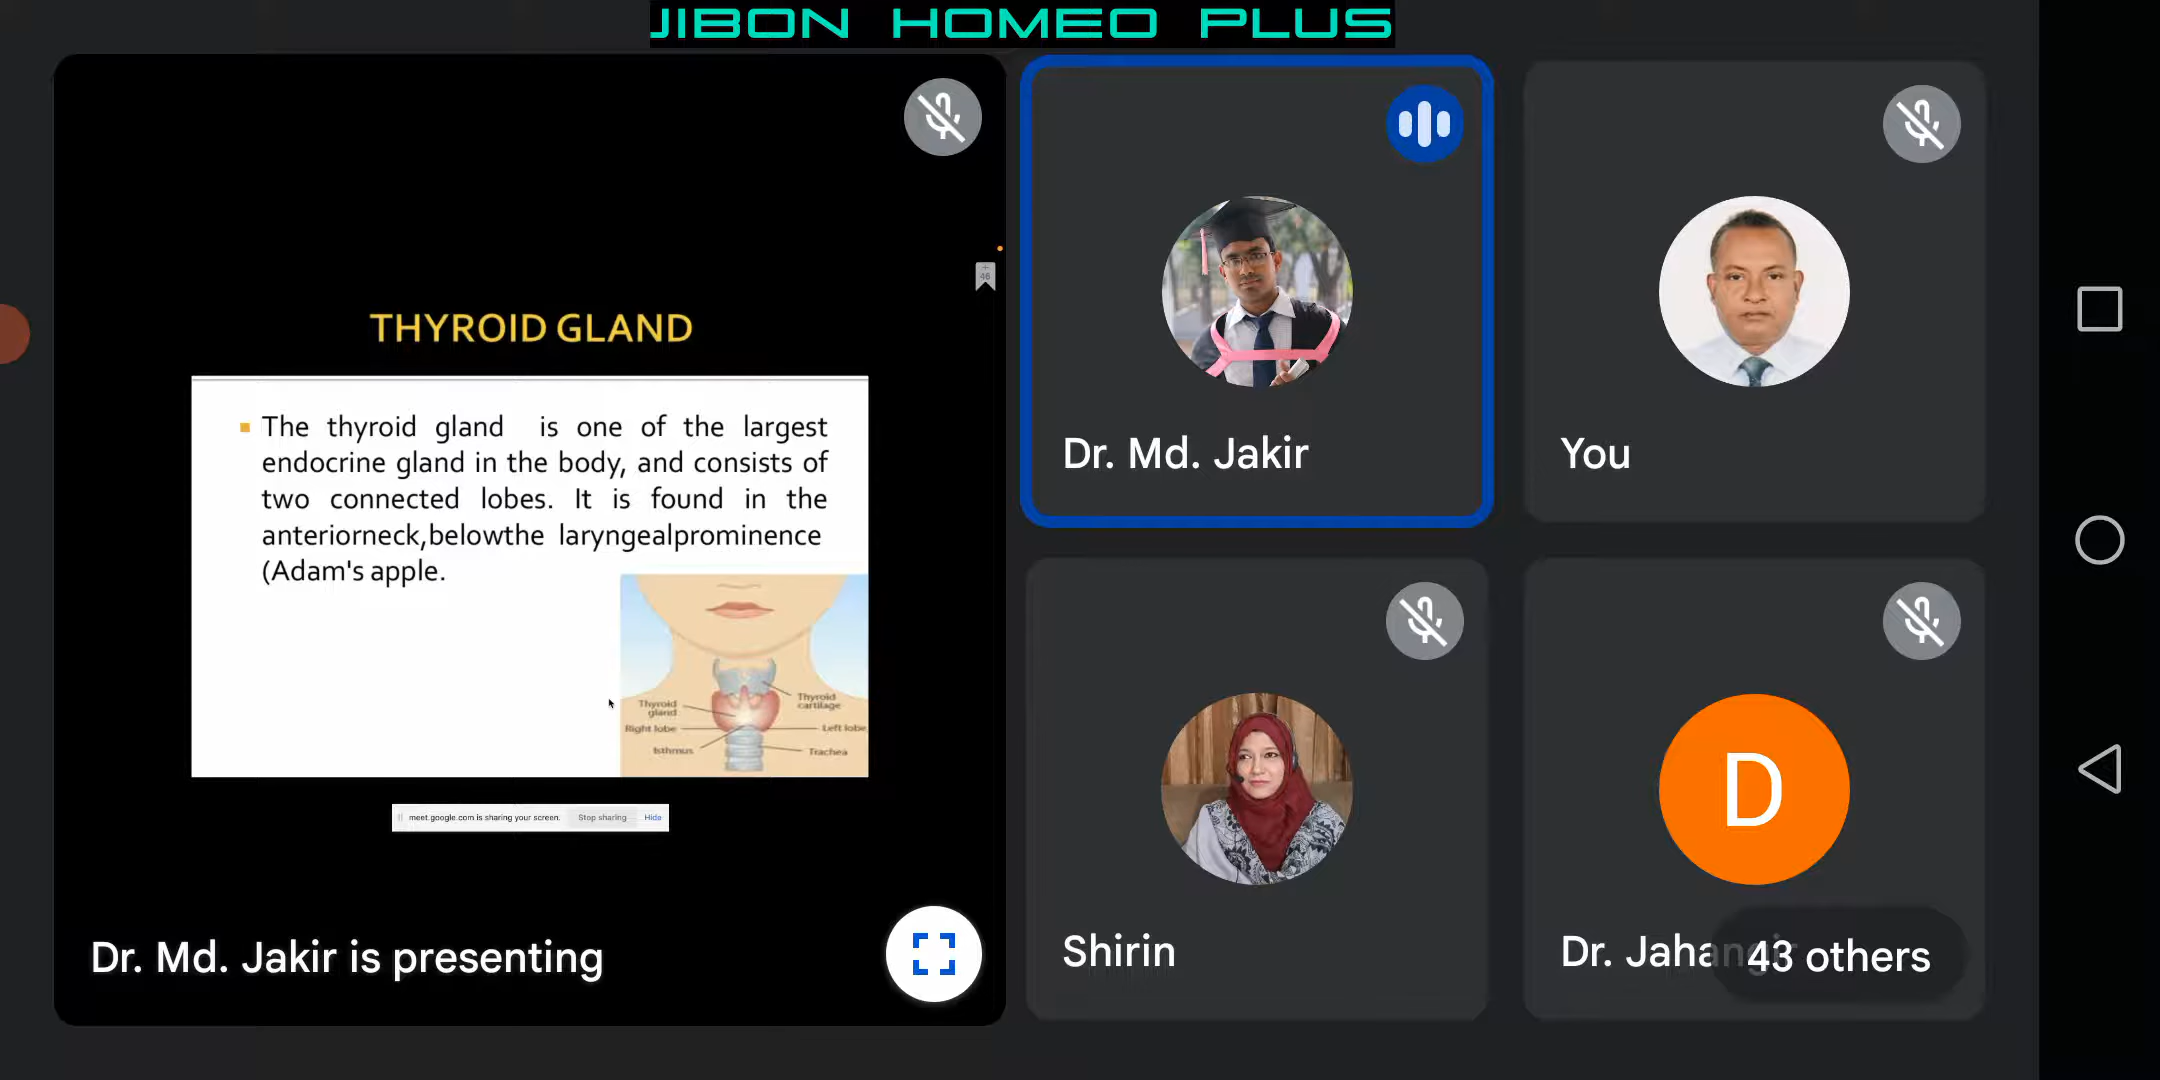 JIBON HOMEO PLUS
46
THYROID GLAND
The thyroid gland is one of the largest
endocrine gland in the body, and consists of
two connected lobes. It is found in the
anteriorneck,belowthe laryngealprominence
(Adam's apple.
Thyroid
gland
Thyroid
cartilage
Right lobe
Left lobe
Isthmus
Trachea
meet.google.com is sharing your screen.
Stop sharing
Hide
Dr. Md. Jakir is presenting
Dr. Md. Jakir
You
Shirin
D
Dr. Jahangir
43 others